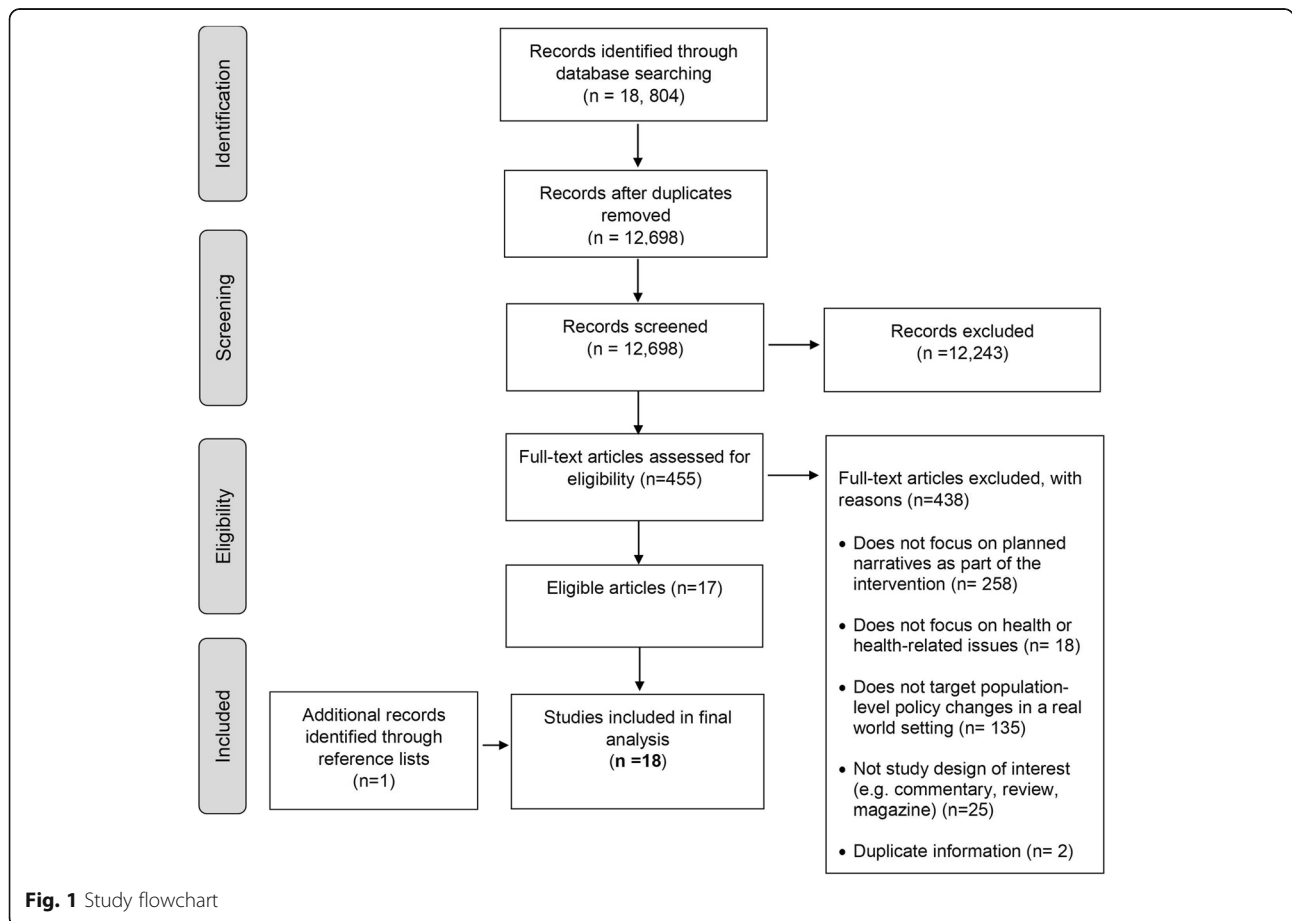 Identification
Records identified through
database searching
(n = 18, 804)
Records after duplicates
removed
(n = 12,698)
Screening
Records screened
(n = 12,698)
Records excluded
(n =12,243)
Eligibility
Full-text articles assessed for
eligibility (n=455)
Full-text articles excluded, with
reasons (n=438)
• Does not focus on planned
narratives as part of the
intervention (n= 258)
• Does not focus on health or
health-related issues (n= 18)
• Does not target population-
level policy changes in a real
world setting (n= 135)
• Not study design of interest
(e.g. commentary, review,
magazine) (n=25)
• Duplicate information (n= 2)
Eligible articles (n=17)
Included
Additional records
identified through
reference lists
(n=1)
Studies included in final
analysis
(n =18)
Fig. 1 Study flowchart